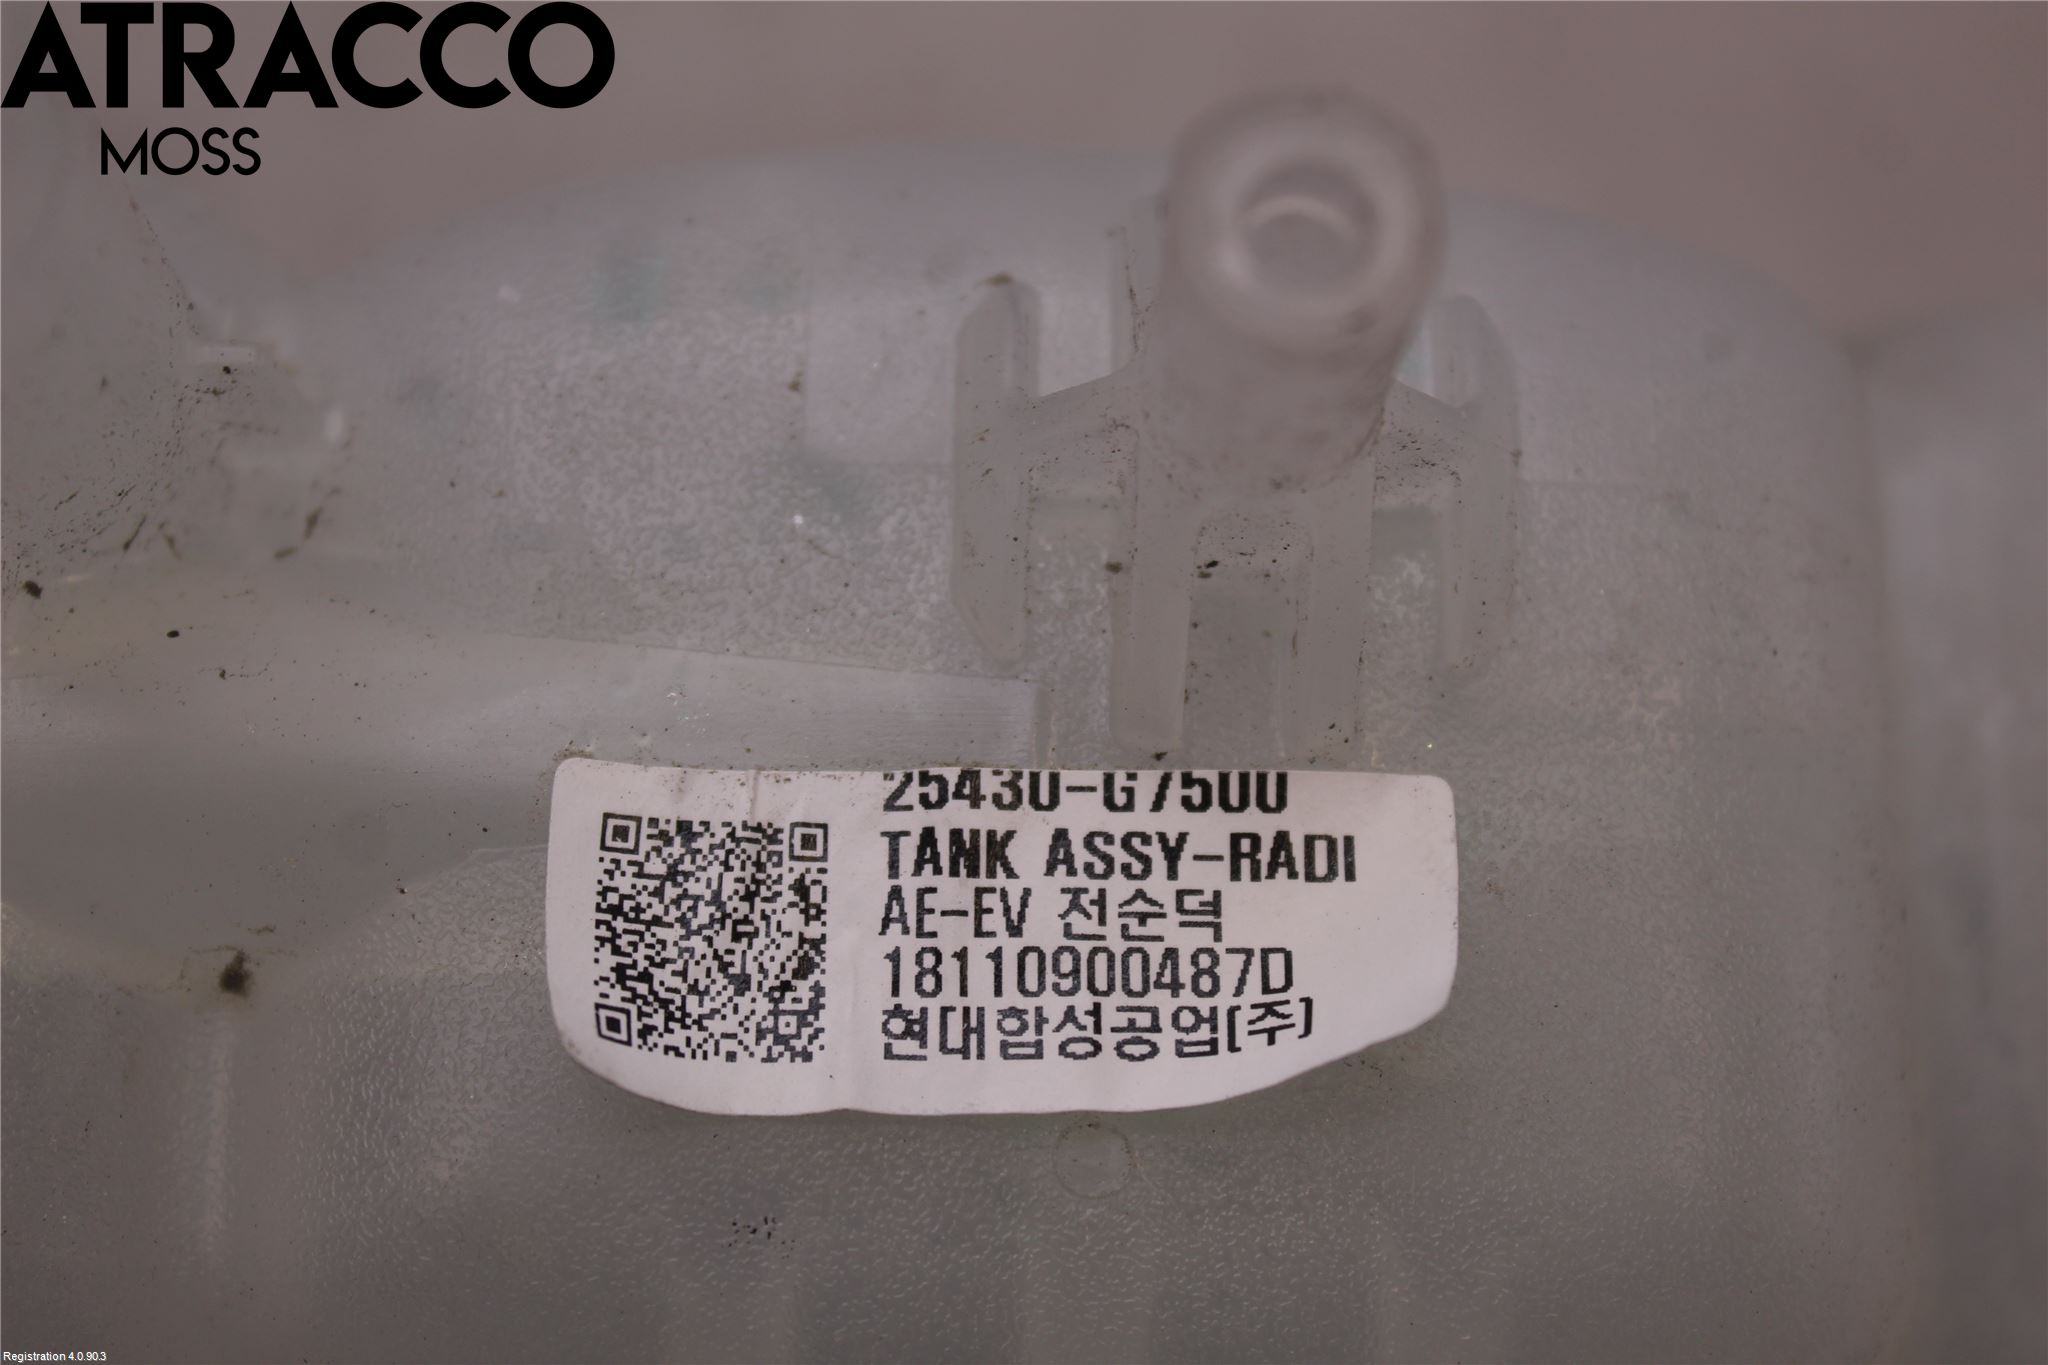 ATRACCO
MOSS
25430-G7500
TANK ASSY-RADI
AE-EV 전순덕
18110900487D
현대합성공업(주)
Registration 4.0.90.3